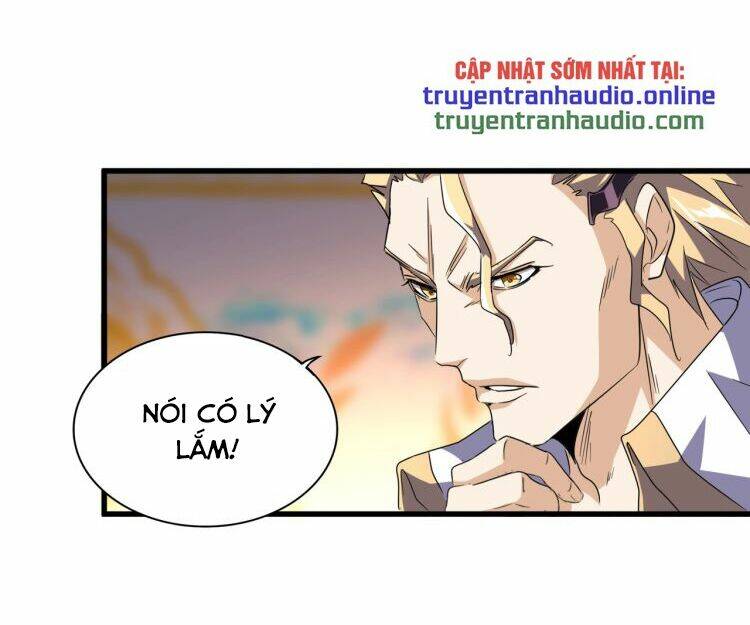 CẬP NHẬT SỚM NHẤT TẠI:
truyentranhaudio.online
truyentranhaudio.com
NÓI CÓ LÝ
LẮM!